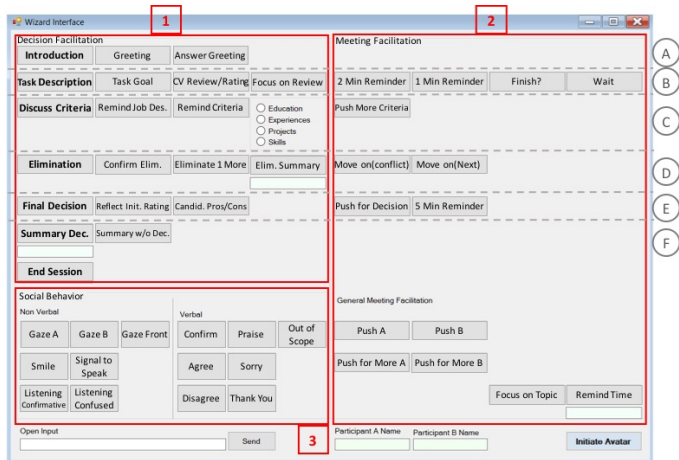 Wizard Interface
1
2
Decision Facilitation
Meeting Facilitation
Introduction Greeting Answer Greeting
A
Task Description Task Goal CV Review/Rating Focus on Review 2 Min Reminder 1 Min Reminder Finish? Wait
B
Discuss Criteria Remind Job Des. Remind Criteria Push More Criteria
Education
Experiences
Projects
Skills
C
Elimination Confirm Elim. Eliminate 1 More Elim. Summary Move on(conflict) Move on(Next)
D
Final Decision Reflect Init. Rating Candid. Pros/Cons Push for Decision 5 Min Reminder
E
Summary Dec. Summary w/o Dec.
F
End Session
Social Behavior
Non Verbal
Verbal
General Meeting Facilitation
Gaze A Gaze B Gaze Front Confirm Praise Out of Scope Push A Push B
Smile Signal to Speak Agree Sorry Push for More A Push for More B
Listening Confirmative Listening Confused Disagree Thank You Focus on Topic Remind Time
Open Input
Send
3
Participant A Name Participant B Name
Initiate Avatar